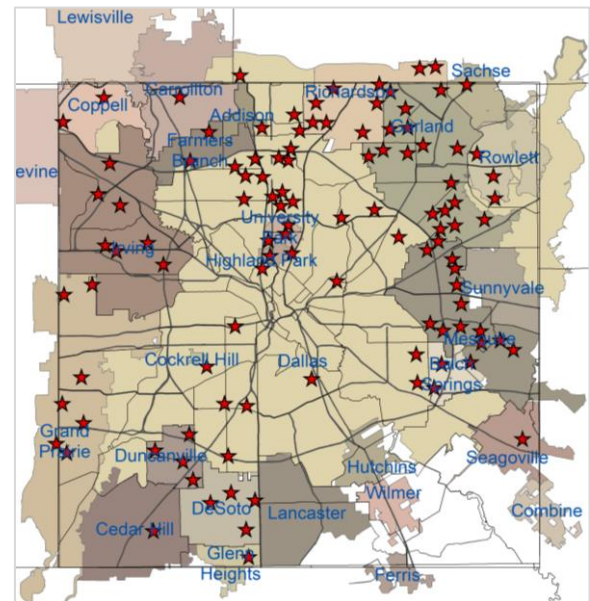 Lewisville
Sachse
Carrollton
Coppell
Richardson
Addison
Garland
Farmers
Branch
Rowlett
evine
University
Park
Irving
Highland Park
Sunnyvale
Mesquite
Cockrell Hill
Dallas
Balch
Springs
Grand
Prairie
Duncanville
Seagoville
Hutchins
Wilmer
DeSoto
Lancaster
Combine
Cedar Hill
Glenn
Heights
Ferris